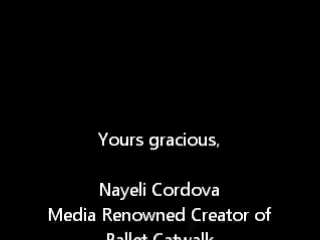 Yours gracious,
Nayeli Cordova
Media Renowned Creator of
Ballet Catwalk